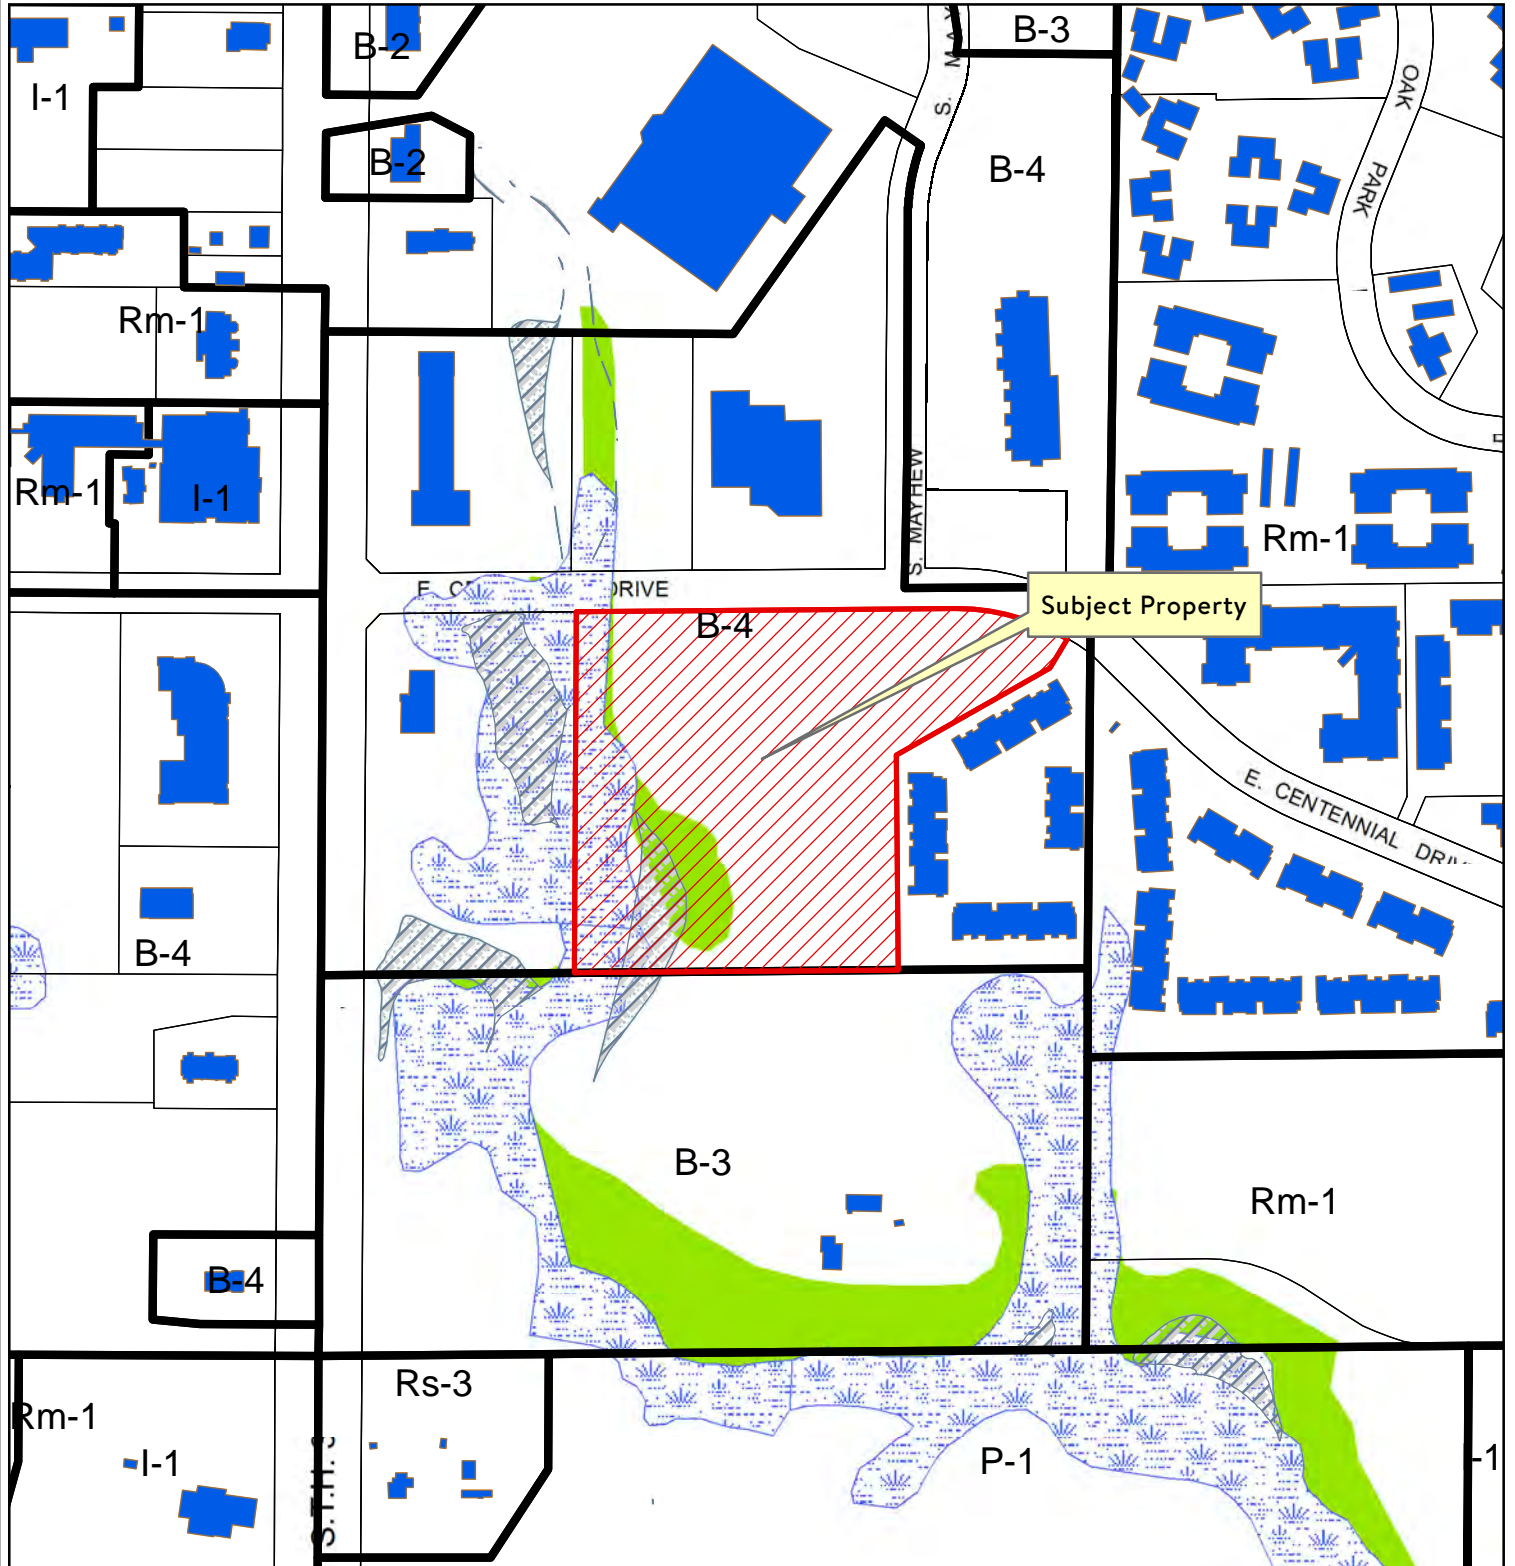 B-2
B-3
I-1
OAK
PARK
S.
B-2
B-4
Rm-1
S. MAYHEW
Rm-1
I-1
Rm-1
E.
DRIVE
Subject Property
B-4
E. CENTENNIAL
B-4
B-3
Rm-1
B-4
Rs-3
Rm-1
I-1
S.T.H.
P-1
-1